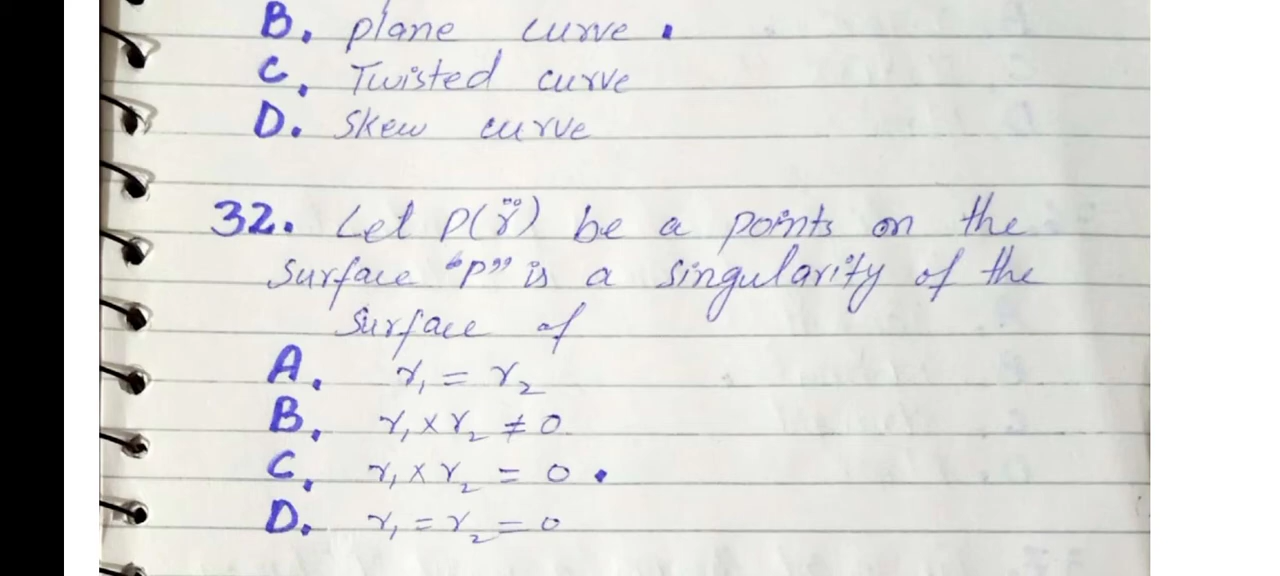 B. plane curve .
C. Twisted curve
D. Skew curve
32. Let P(r̈) be a points on the
surface "p" is a singularity of the
surface of
A. r₁ = r₂
B. r₁ × r₂ ≠ 0
C. r₁ × r₂ = 0 .
D. r₁ = r₂ = 0